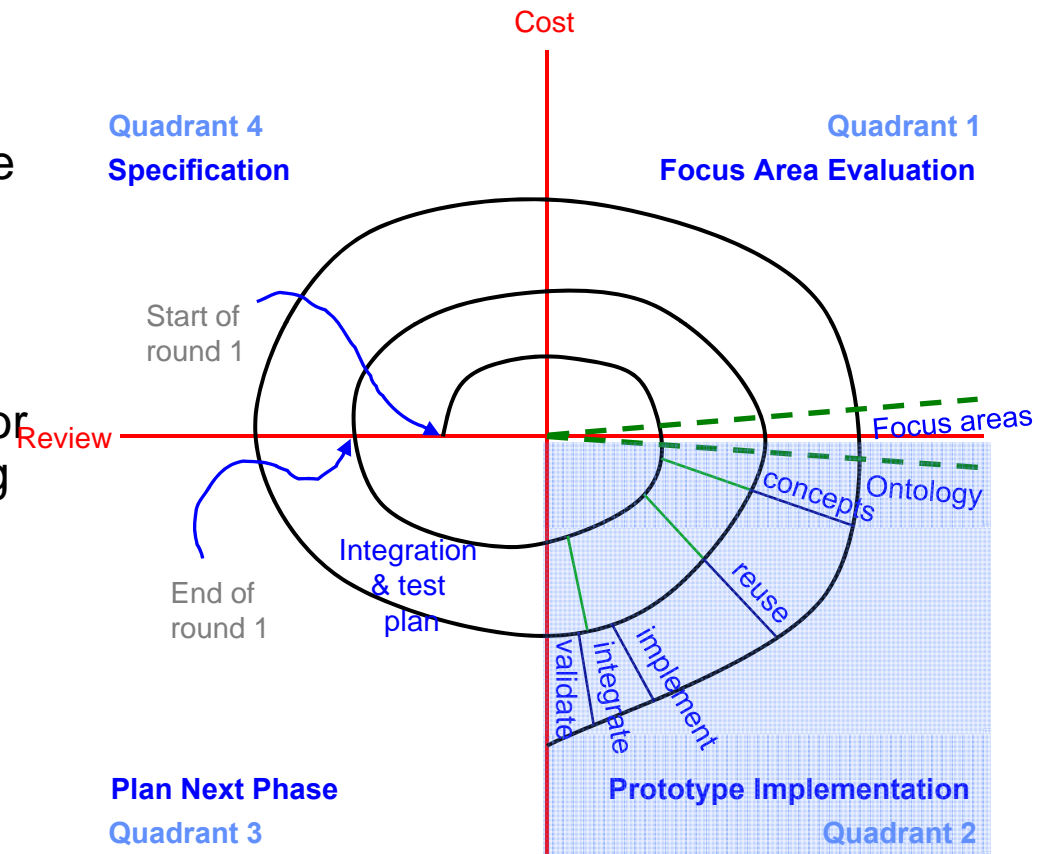 Cost
Quadrant 4
Specification
Quadrant 1
Focus Area Evaluation
e
Start of
round 1
or
Review
g
Focus areas
Ontology
concepts
reuse
implement
integrate
validate
Integration
& test
plan
End of
round 1
Plan Next Phase
Quadrant 3
Prototype Implementation
Quadrant 2